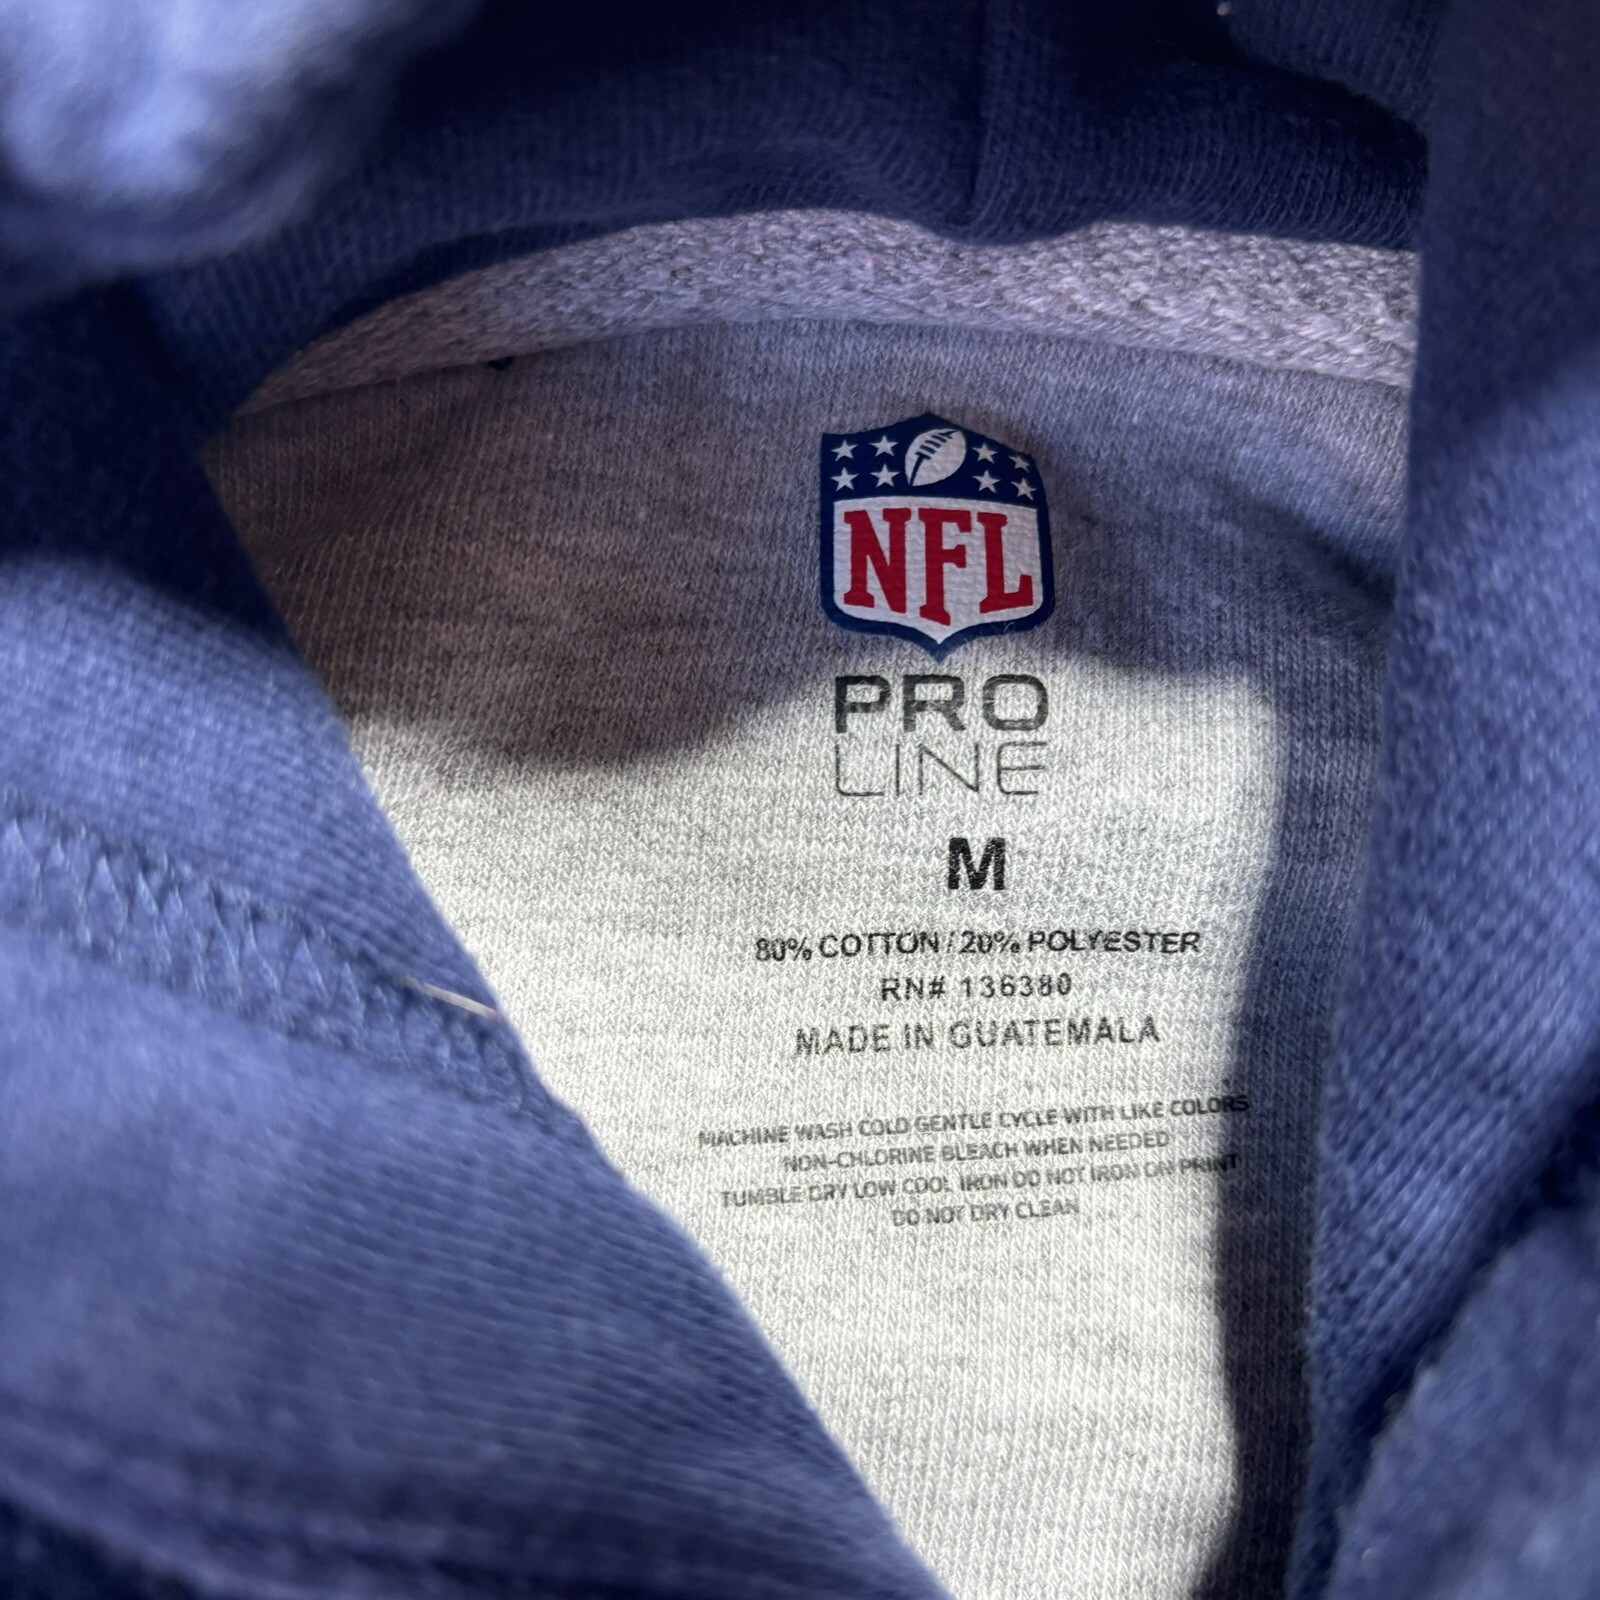 NFL
PRO
LINE
M
80% COTTON / 20% POLYESTER
RN# 136380
MADE IN GUATEMALA
MACHINE WASH COLD GENTLE CYCLE WITH LIKE COLORS
NON-CHLORINE BLEACH WHEN NEEDED
TUMBLE DRY LOW COOL IRON DO NOT IRON ON PRINT
DO NOT DRY CLEAN